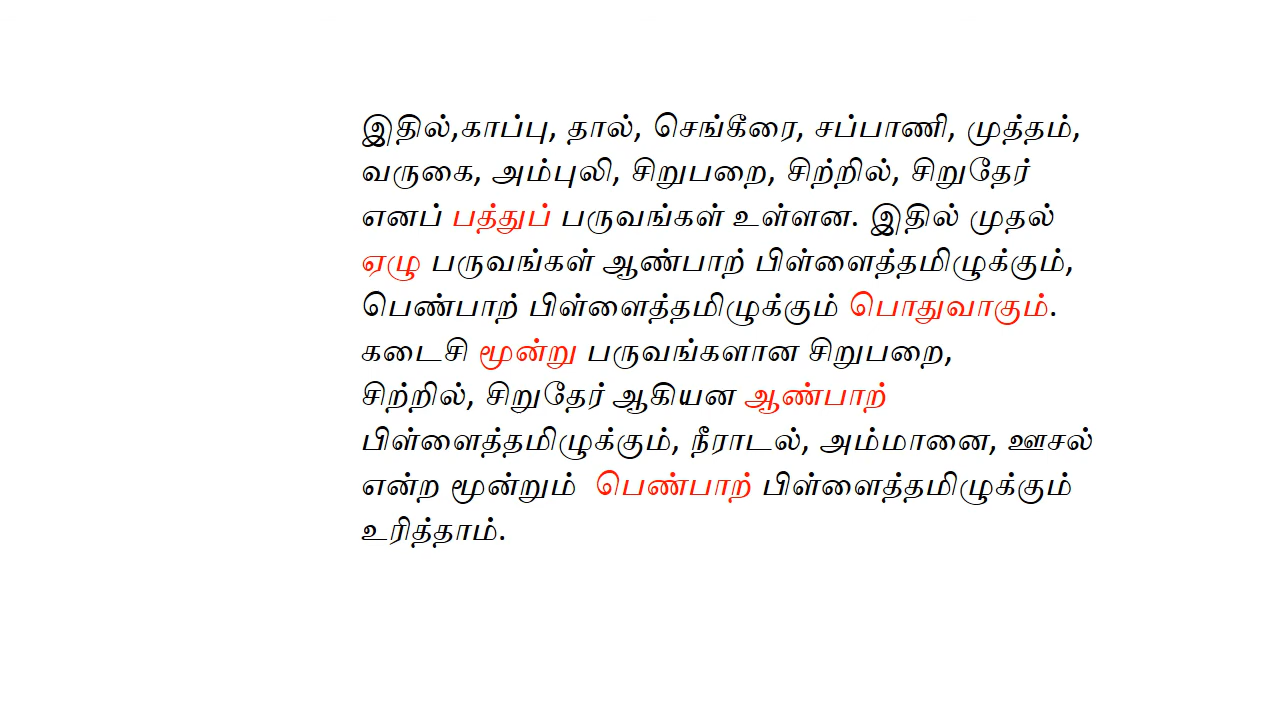 இதில்,காப்பு, தால், செங்கீரை, சப்பாணி, முத்தம்,
வருகை, அம்புலி, சிறுபறை, சிற்றில், சிறுதேர்
எனப் பத்துப் பருவங்கள் உள்ளன. இதில் முதல்
ஏழு பருவங்கள் ஆண்பாற் பிள்ளைத்தமிழுக்கும்,
பெண்பாற் பிள்ளைத்தமிழுக்கும் பொதுவாகும்.
கடைசி மூன்று பருவங்களான சிறுபறை,
சிற்றில், சிறுதேர் ஆகியன ஆண்பாற்
பிள்ளைத்தமிழுக்கும், நீராடல், அம்மானை, ஊசல்
என்ற மூன்றும் பெண்பாற் பிள்ளைத்தமிழுக்கும்
உரித்தாம்.